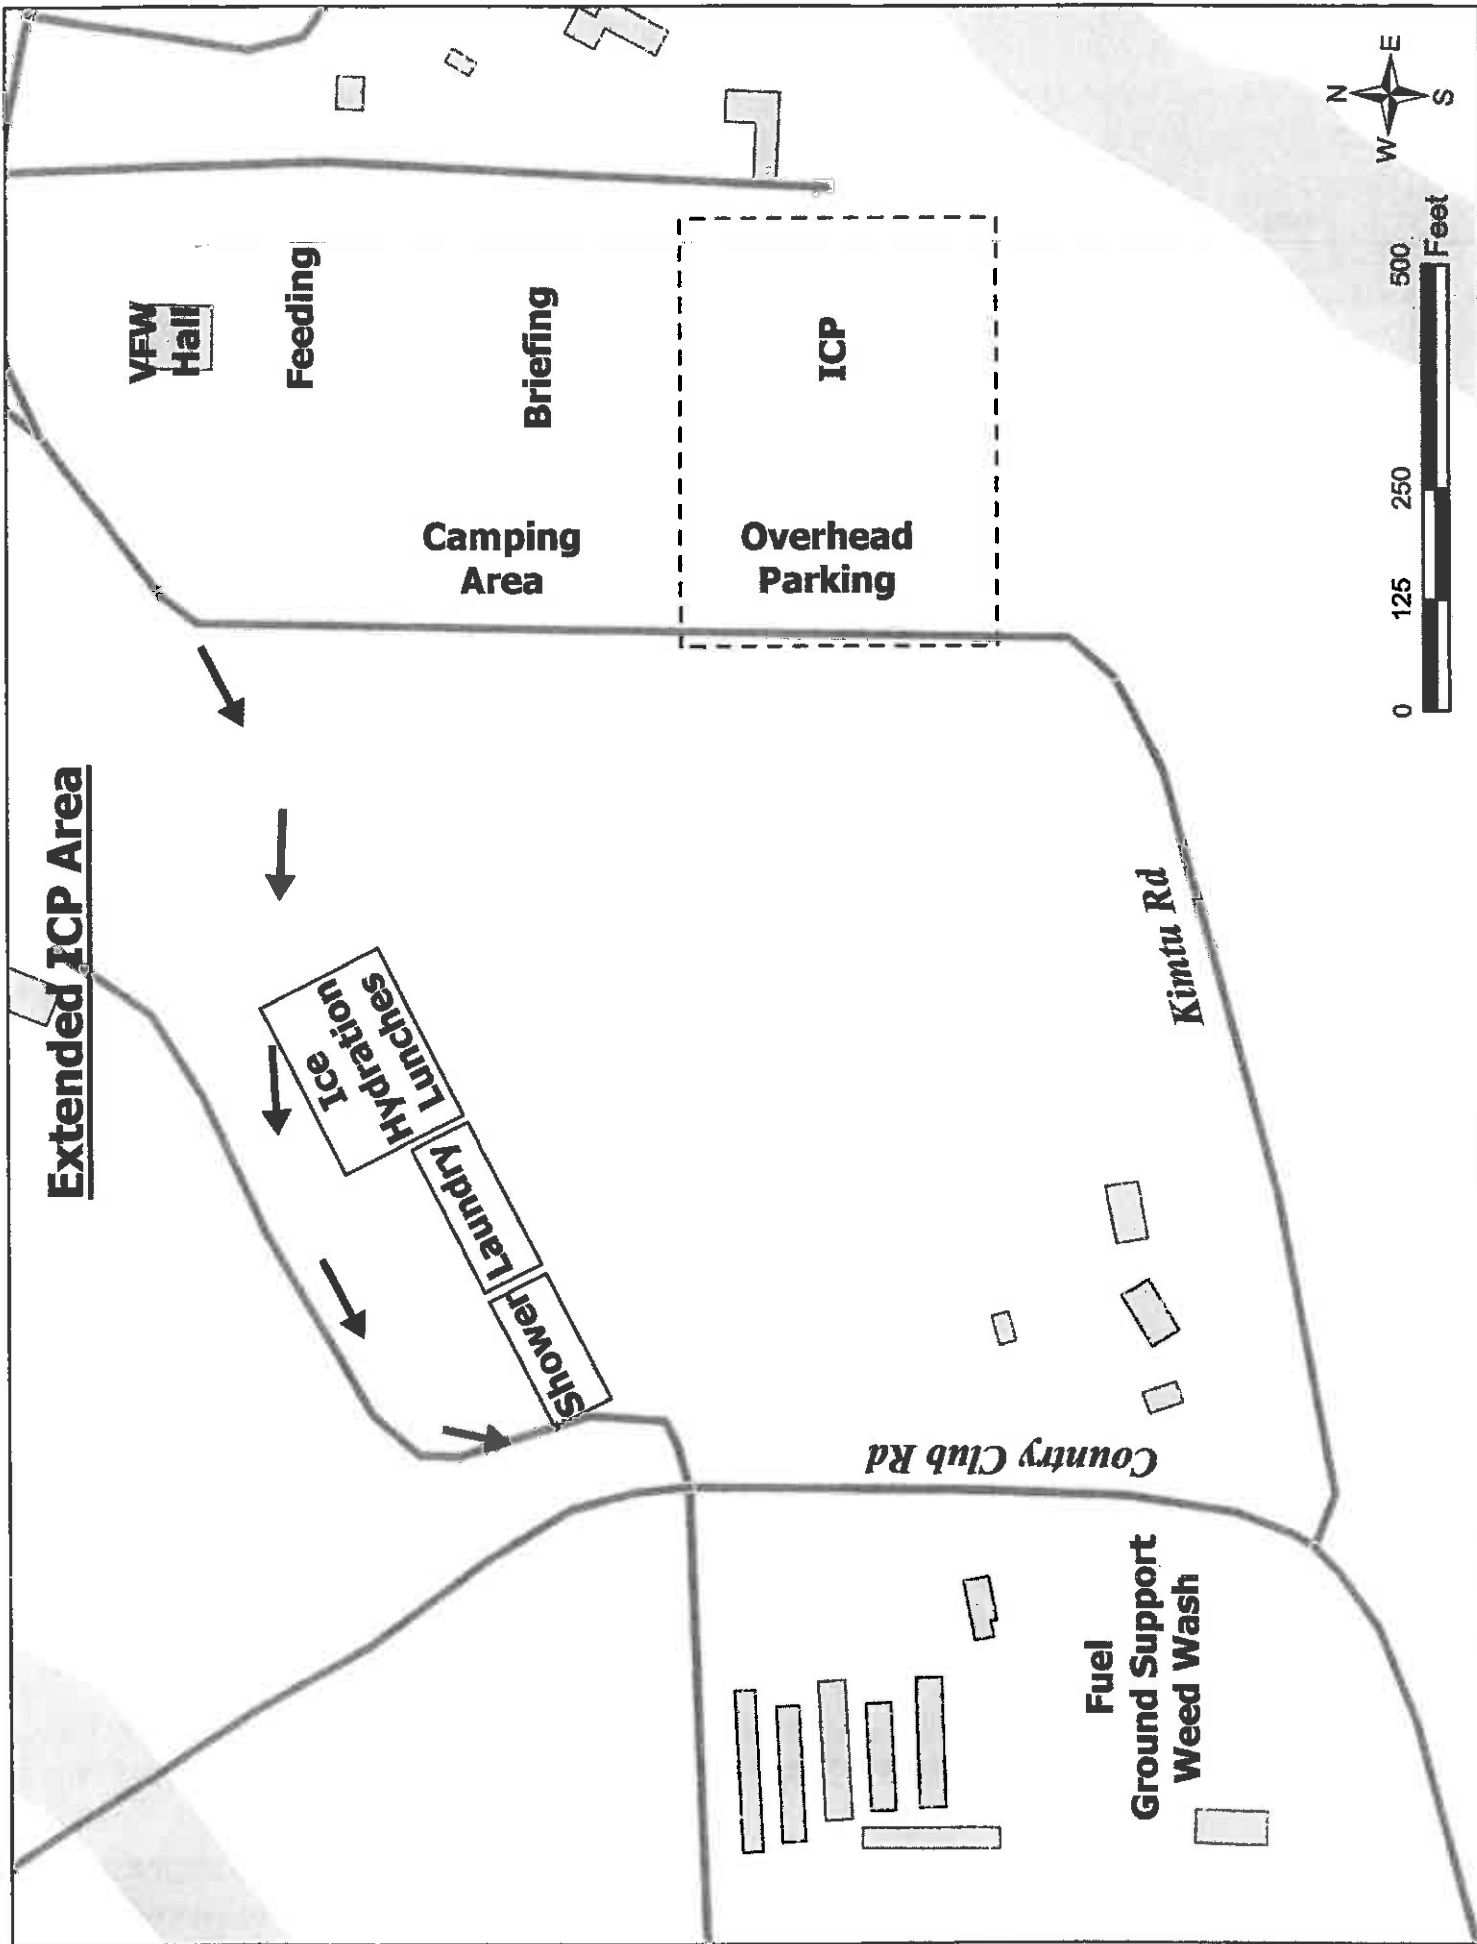 Extended ICP Area
VFW
Hall
Feeding
Briefing
Camping
Area
Overhead
Parking
ICP
Ice
Hydration
Lunches
Laundry
Shower
Kimtu Rd
Country Club Rd
Fuel
Ground Support
Weed Wash
N
E
S
W
0 125 250 500
Feet